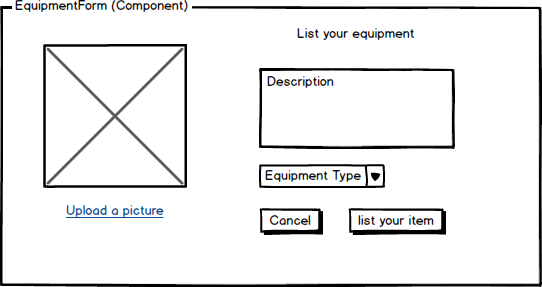 EquipmentForm (Component)
List your equipment
Description
Equipment Type
Upload a picture
Cancel
list your item